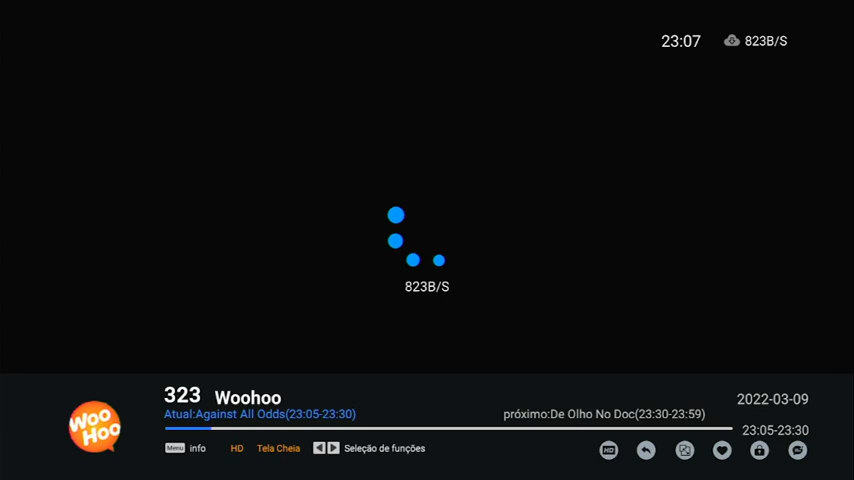 23:07 823B/S
823B/S
323 Woohoo 2022-03-09
Atual:Against All Odds(23:05-23:30) próximo:De Olho No Doc(23:30-23:59)
23:05-23:30
Woo
Hoo
Menu info HD Tela Cheia Seleção de funções HD